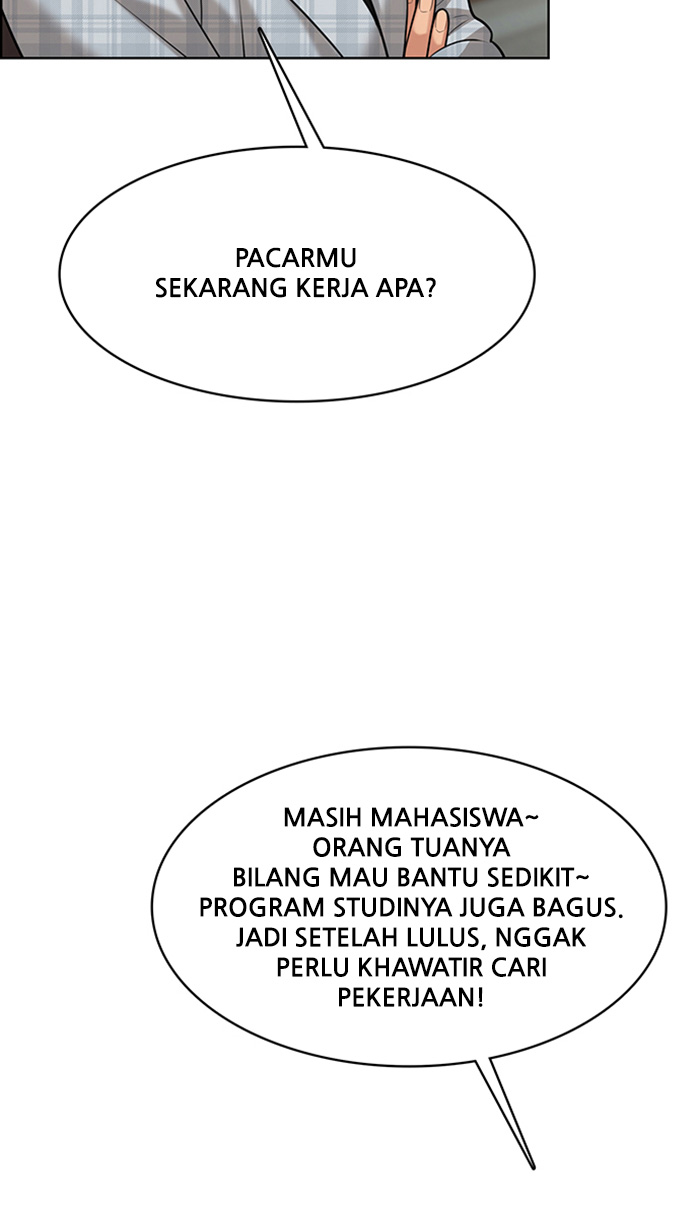 PACARMU
SEKARANG KERJA APA?
MASIH MAHASISWA~
ORANG TUANYA
BILANG MAU BANTU SEDIKIT~
PROGRAM STUDINYA JUGA BAGUS.
JADI SETELAH LULUS, NGGAK
PERLU KHAWATIR CARI
PEKERJAAN!